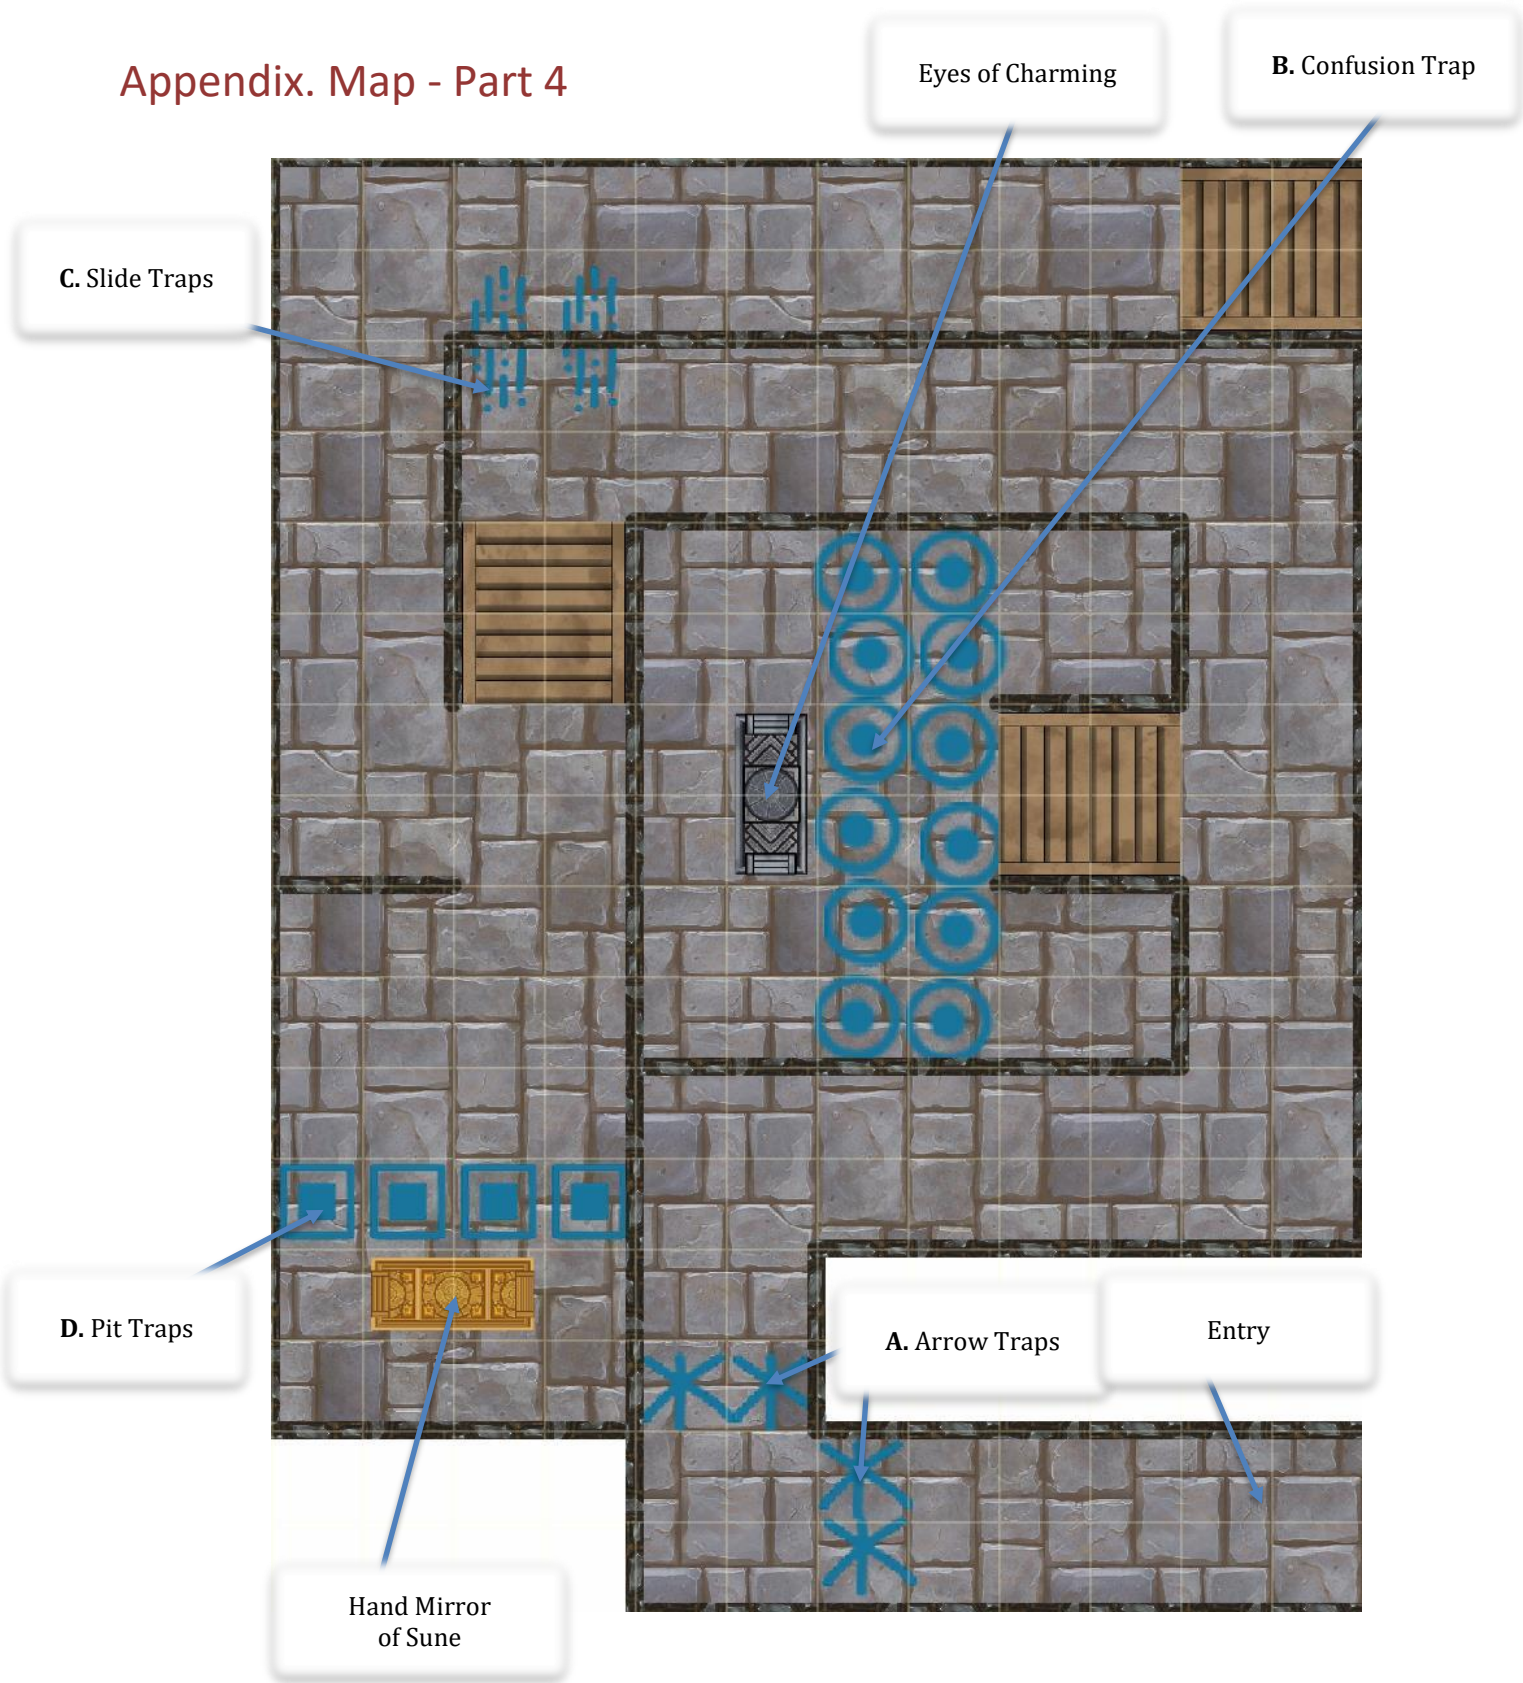 Appendix. Map - Part 4
Eyes of Charming
B. Confusion Trap
C. Slide Traps
D. Pit Traps
A. Arrow Traps
Entry
Hand Mirror
of Sune